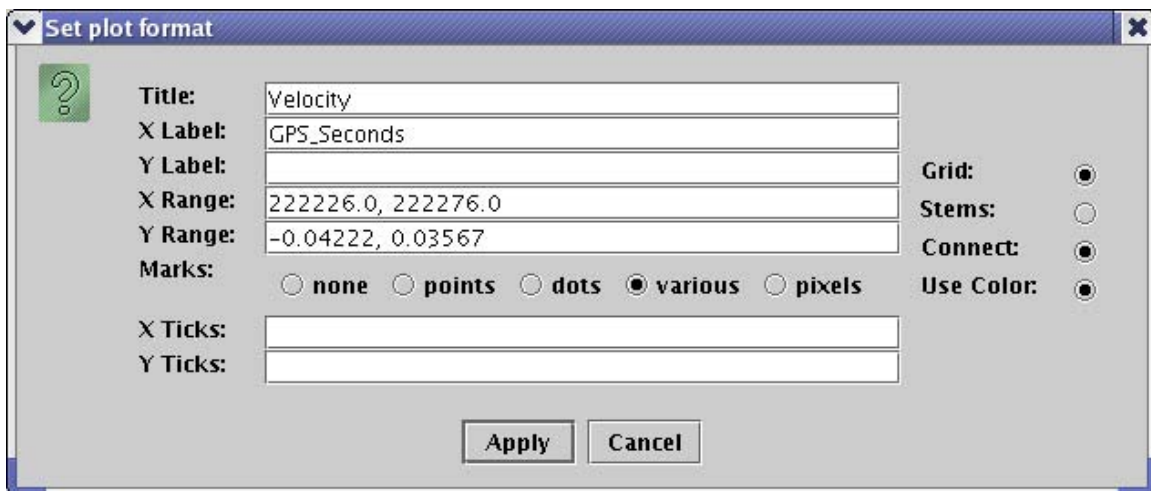 Set plot format
Title: Velocity
X Label: GPS_Seconds
Y Label:
X Range: 222226.0, 222276.0
Y Range: -0.04222, 0.03567
Marks: none points dots various pixels
X Ticks:
Y Ticks:
Grid:
Stems:
Connect:
Use Color:
Apply Cancel